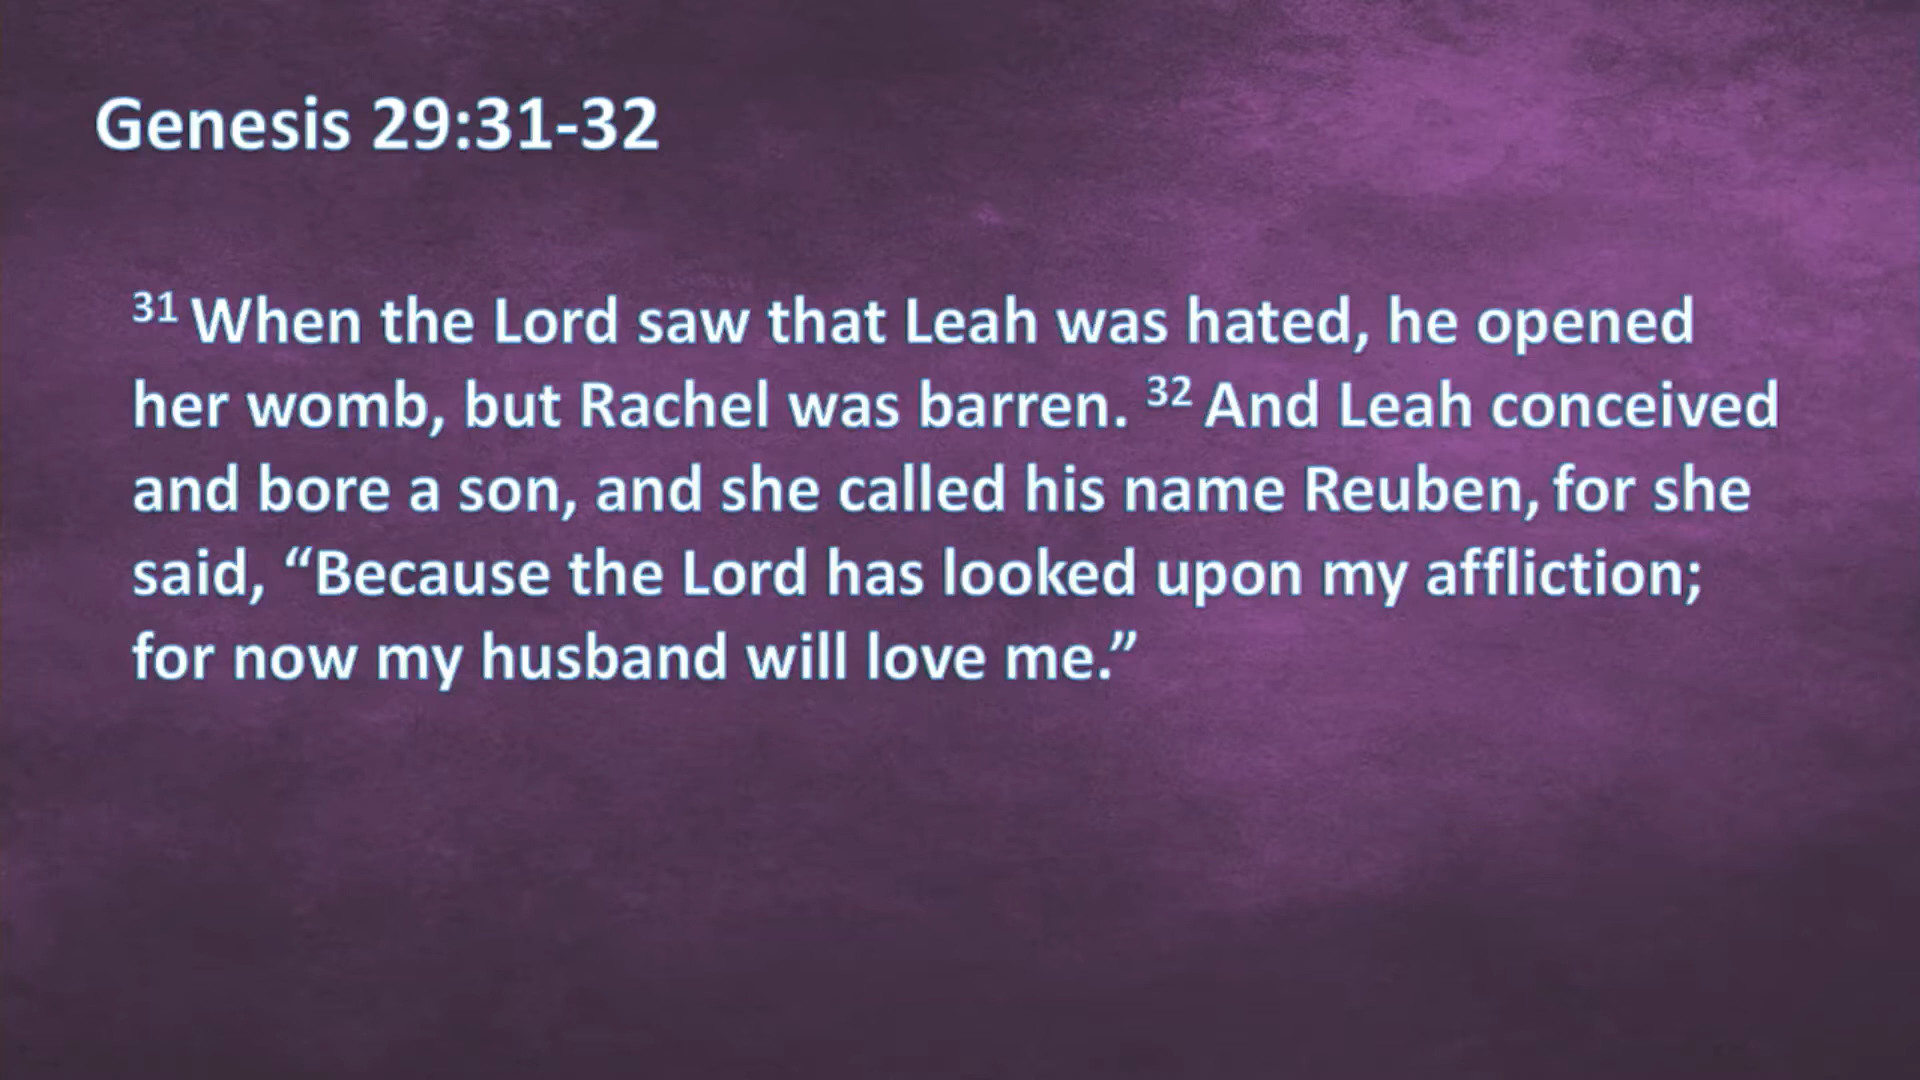 Genesis 29:31-32
31 When the Lord saw that Leah was hated, he opened
her womb, but Rachel was barren. 32 And Leah conceived
and bore a son, and she called his name Reuben, for she
said, “Because the Lord has looked upon my affliction;
for now my husband will love me.”